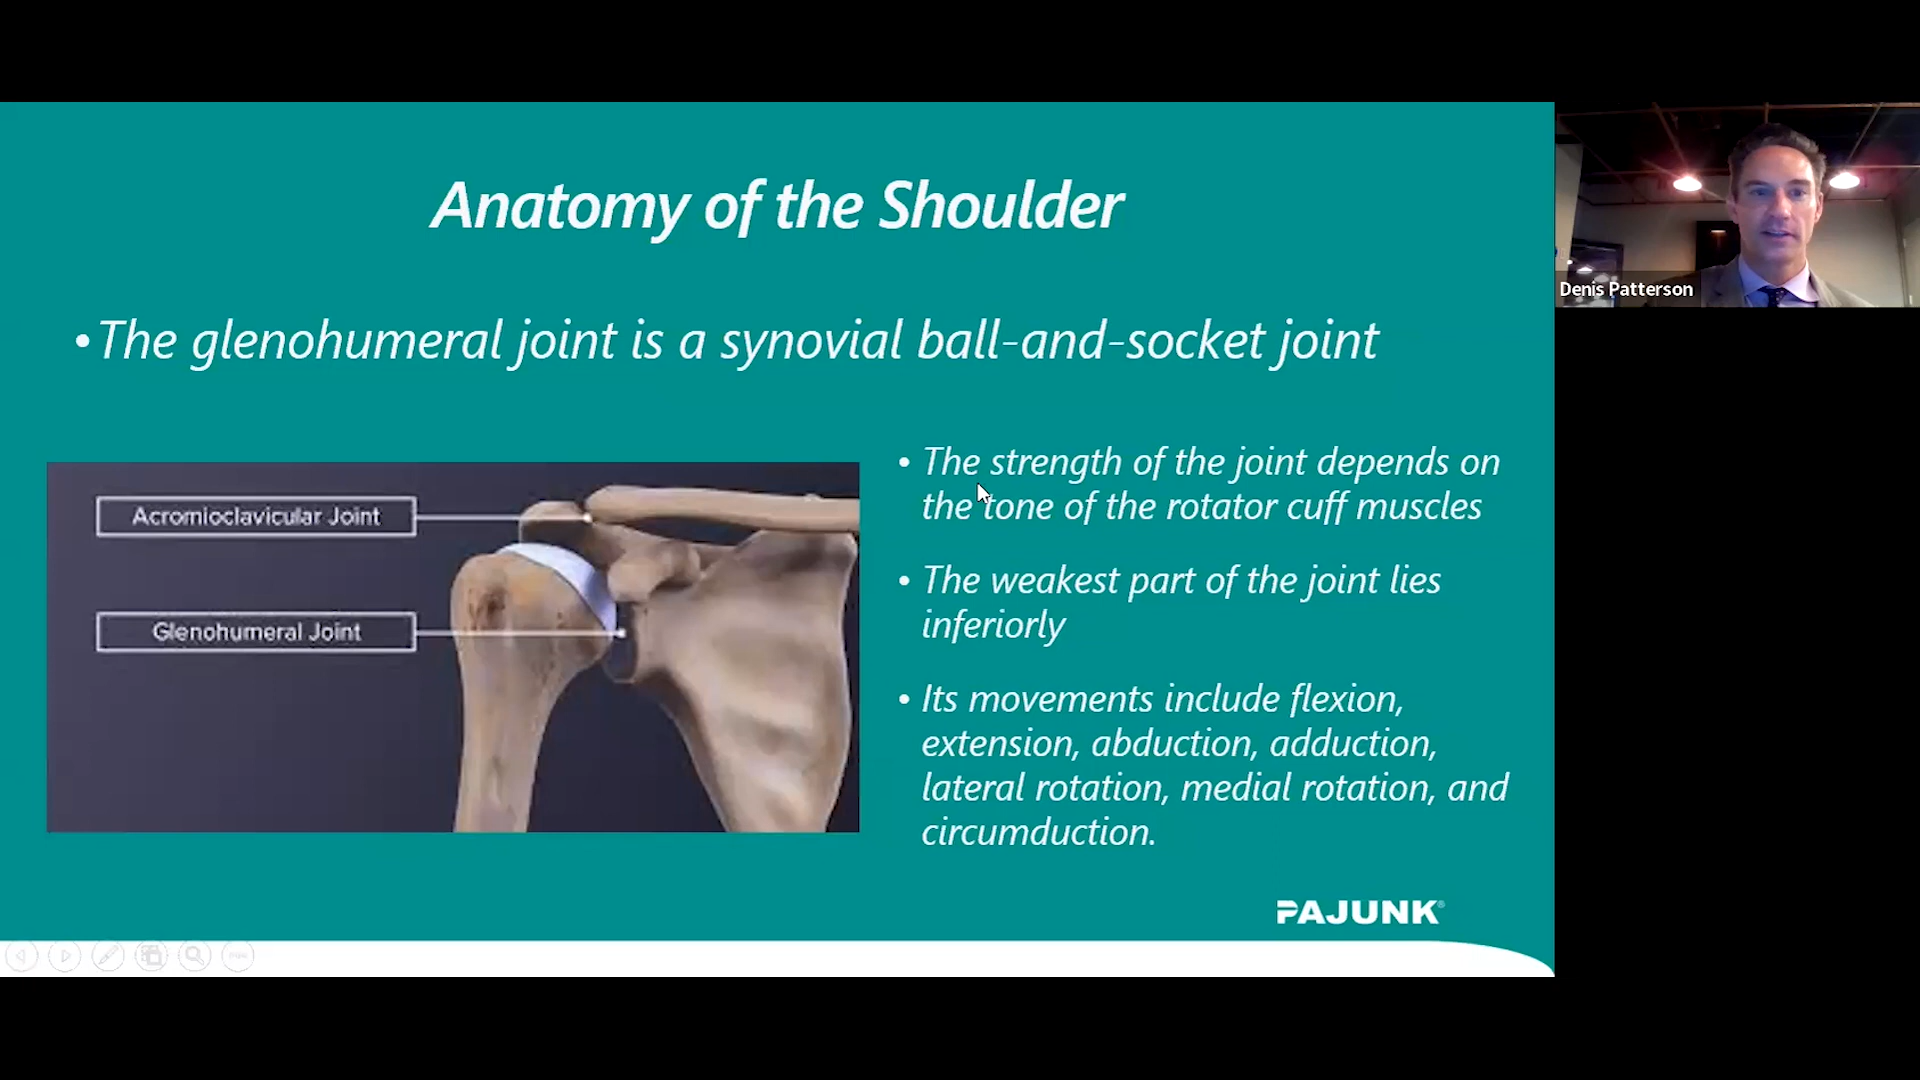 Anatomy of the Shoulder
•The glenohumeral joint is a synovial ball-and-socket joint
Acromioclavicular Joint
Glenohumeral Joint
• The strength of the joint depends on
the tone of the rotator cuff muscles
• The weakest part of the joint lies
inferiorly
• Its movements include flexion,
extension, abduction, adduction,
lateral rotation, medial rotation, and
circumduction.
PAJUNK®
Denis Patterson